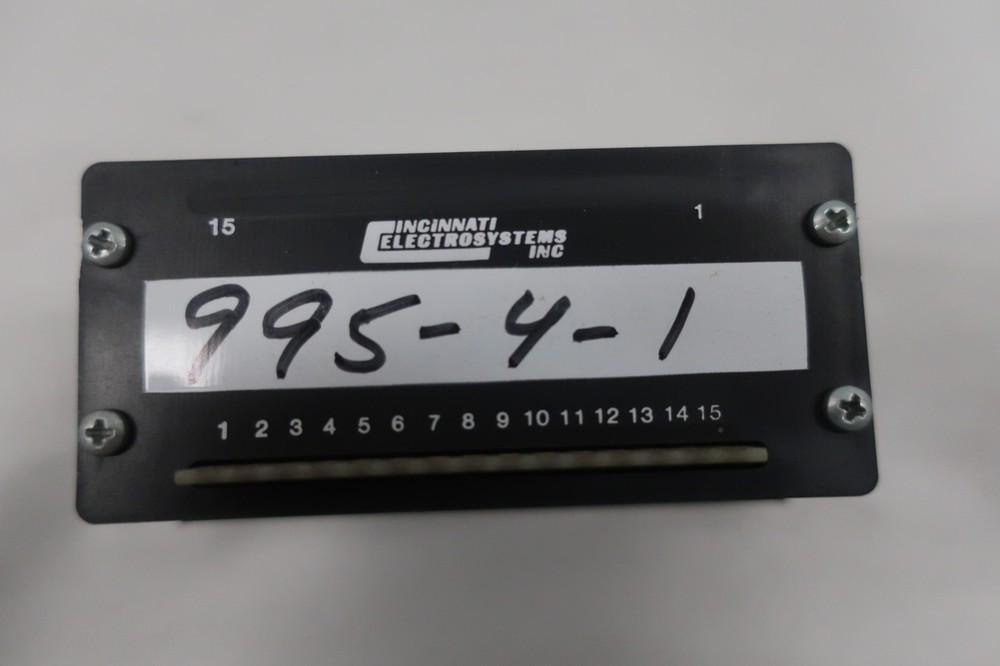 15 1
CINCINNATI
ELECTROSYSTEMS
INC
995-4-1
1 2 3 4 5 6 7 8 9 10 11 12 13 14 15